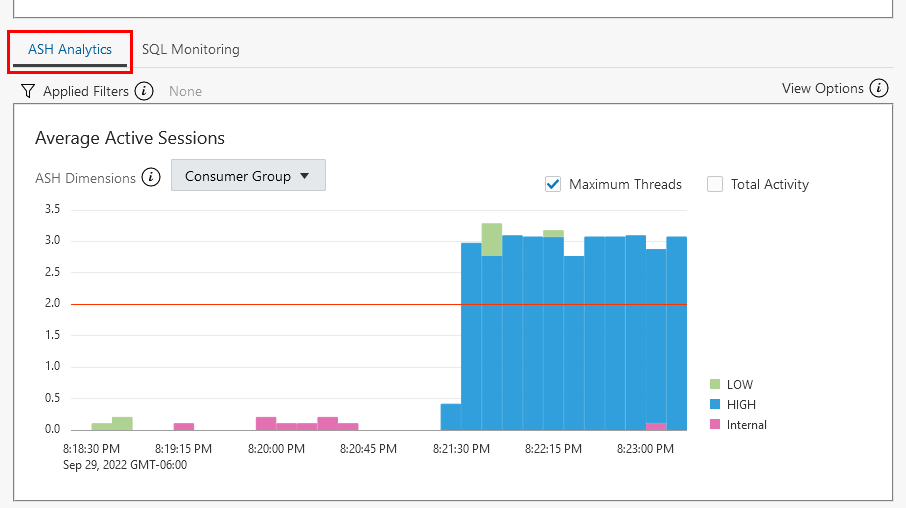 ASH Analytics SQL Monitoring
Applied Filters i None
View Options i
Average Active Sessions
ASH Dimensions i Consumer Group
Maximum Threads Total Activity
3.5
3.0
2.5
2.0
1.5
1.0
0.5
0.0
LOW
HIGH
Internal
8:18:30 PM 8:19:15 PM 8:20:00 PM 8:20:45 PM 8:21:30 PM 8:22:15 PM 8:23:00 PM
Sep 29, 2022 GMT-06:00